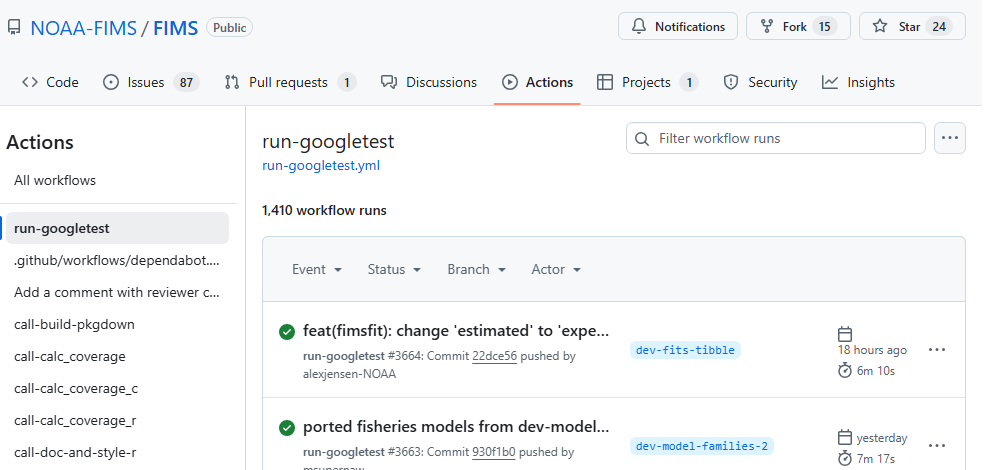 NOAA-FIMS / FIMS Public Notifications Fork 15 Star 24
Code Issues 87 Pull requests 1 Discussions Actions Projects 1 Security Insights
Actions
All workflows
run-googletest
.github/workflows/dependabot....
Add a comment with reviewer c...
call-build-pkgdown
call-calc_coverage
call-calc_coverage_c
call-calc_coverage_r
call-doc-and-style-r
run-googletest
run-googletest.yml
Filter workflow runs
1,410 workflow runs
Event Status Branch Actor
feat(fimsfit): change 'estimated' to 'expe...
run-googletest #3664: Commit 22dce56 pushed by
alexjensen-NOAA
dev-fits-tibble
18 hours ago
6m 10s
ported fisheries models from dev-model...
run-googletest #3663: Commit 930f1b0 pushed by
dev-model-families-2
yesterday
7m 17s